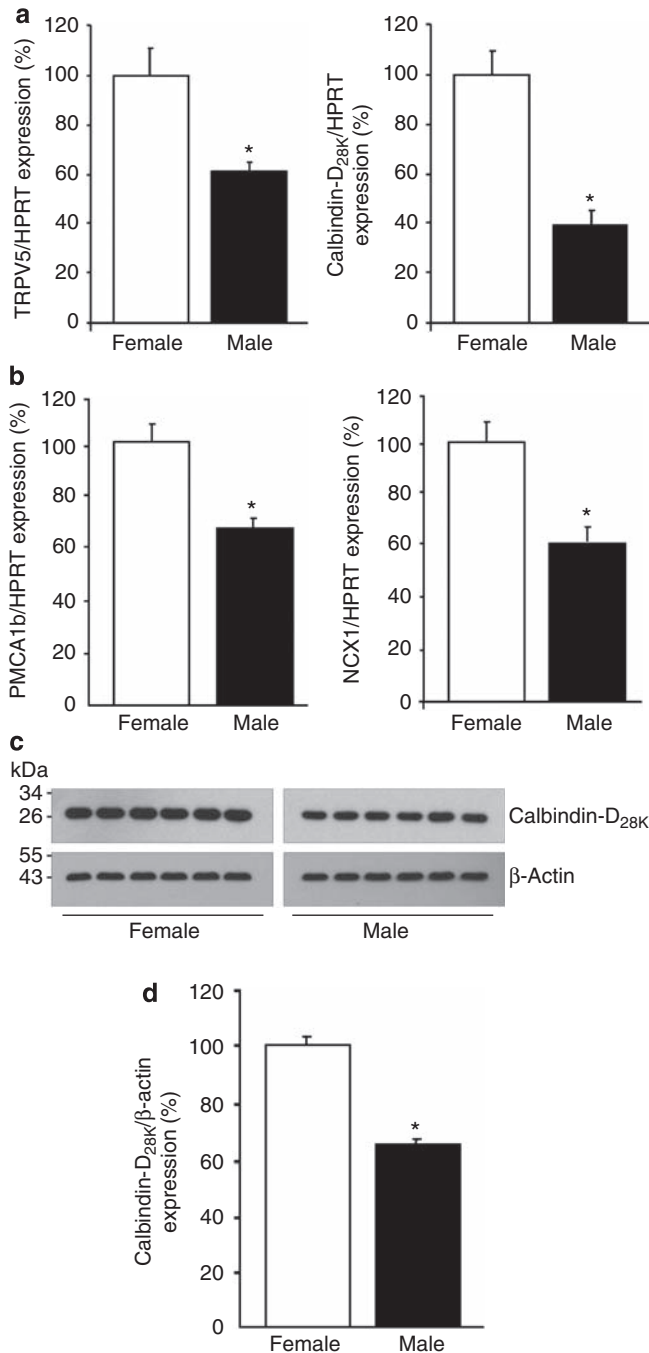 a
TRPV5/HPRT expression (%)
120
100
80
60
40
20
0
*
Female Male
Calbindin-D28K/HPRT
expression (%)
120
100
80
60
40
20
0
*
Female Male
b
PMCA1b/HPRT expression (%)
120
100
80
60
40
20
0
*
Female Male
NCX1/HPRT expression (%)
120
100
80
60
40
20
0
*
Female Male
c
kDa
34
26
Calbindin-D28K
55
43
β-Actin
Female Male
d
Calbindin-D28K/β-actin
expression (%)
120
100
80
60
40
20
0
*
Female Male